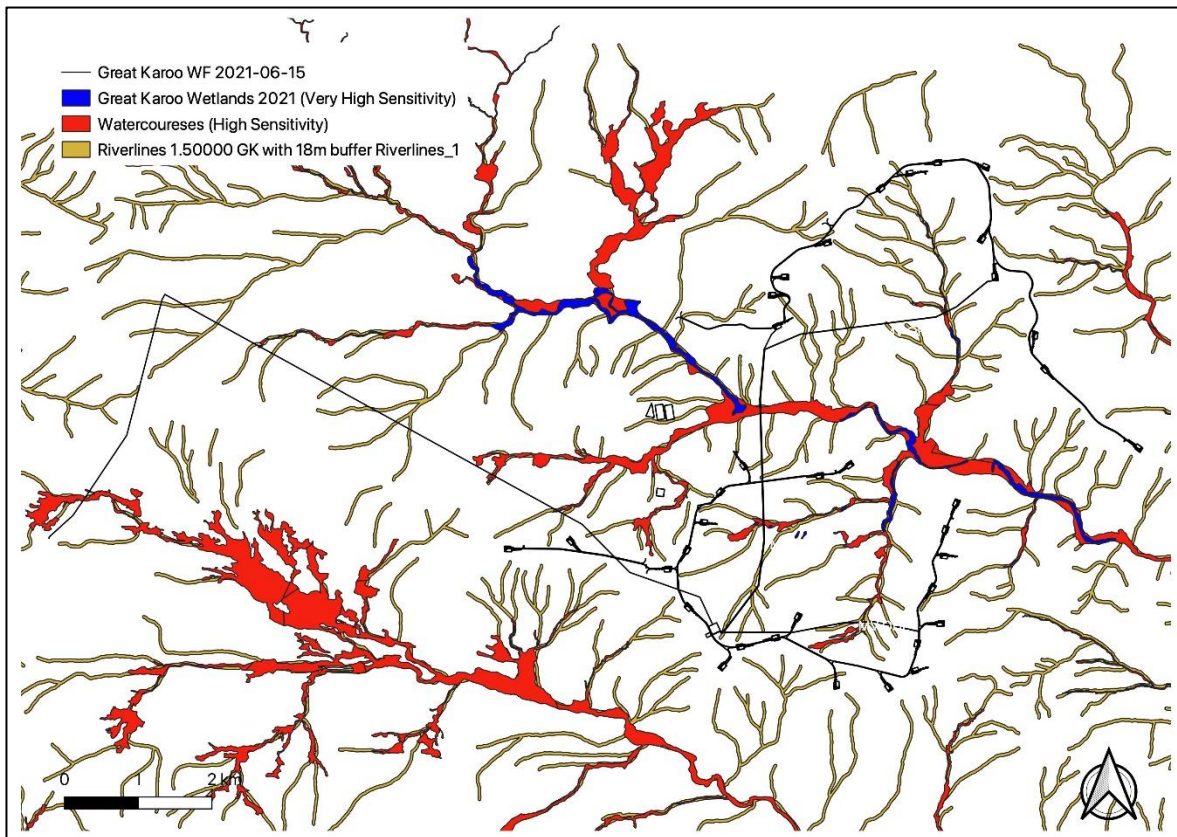 Great Karoo WF 2021-06-15
Great Karoo Wetlands 2021 (Very High Sensitivity)
Watercoureses (High Sensitivity)
Riverlines 1.50000 GK with 18m buffer Riverlines_1
0 1 2 km